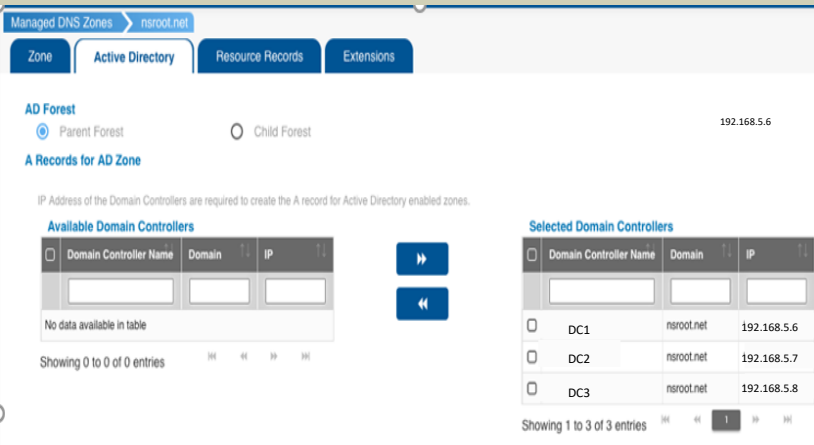 Managed DNS Zones nsroot.net
Zone Active Directory Resource Records Extensions
AD Forest
Parent Forest Child Forest
192.168.5.6
A Records for AD Zone
IP Address of the Domain Controllers are required to create the A record for Active Directory enabled zones.
Available Domain Controllers
Domain Controller Name Domain IP
No data available in table
Showing 0 to 0 of 0 entries
Selected Domain Controllers
Domain Controller Name Domain IP
DC1 nsroot.net 192.168.5.6
DC2 nsroot.net 192.168.5.7
DC3 nsroot.net 192.168.5.8
Showing 1 to 3 of 3 entries 1